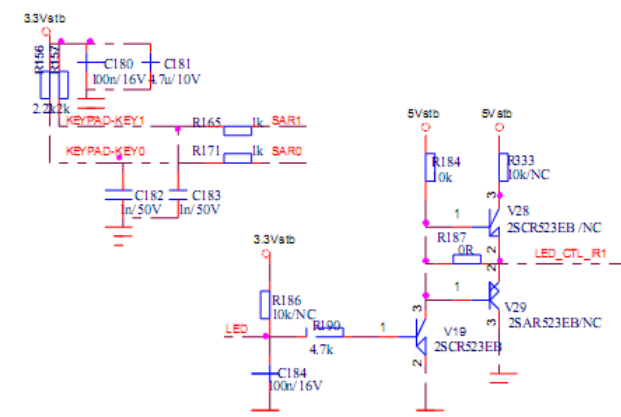 3.3Vstb
R156
R157
C180
100n/16V
C181
4.7u/10V
2.2k
2k
KEYPAD-KEY1
R165
1k
SAR1
KEYPAD-KEY0
R171
1k
SAR0
C182
1n/50V
C183
1n/50V
5Vstb
5Vstb
R184
10k
R333
10k/NC
3
1
V28
2SCR523EB /NC
R187
0R
2
LED_CTL_IR1
2
3.3Vstb
R186
10k/NC
LED
R190
4.7k
1
3
V19
2SCR523EB
2
1
V29
2SAR523EB/NC
3
C184
100n/16V